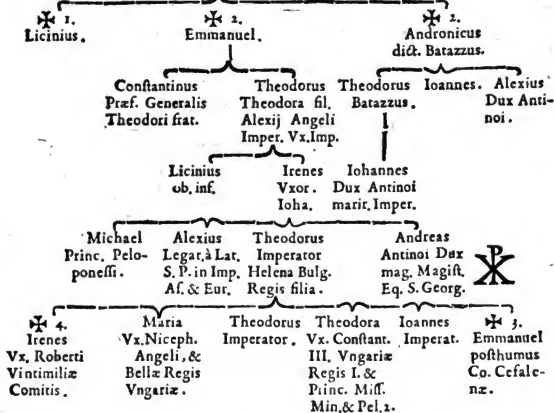 ✠ 1.
Licinius.
✠ 2.
Emmanuel.
✠ 2.
Andronicus
dict. Batazzus.
Conſtantinus
Præf. Generalis
Theodori frat.
Theodorus
Theodora fil.
Alexij Angeli
Imper. Vx. Imp.
Theodorus
Batazzus.
Ioannes.
Alexius
Dux Anti-
noi.
Licinius
ob. inf.
Irenes
Vxor.
Ioha.
Iohannes
Dux Antinoi
marit. Imper.
Michael
Princ. Pelo-
poneſſi.
Alexius
Legat. à Lat.
S. P. in Imp.
Aſ. & Eur.
Theodorus
Imperator
Helena Bulg.
Regis filia.
Andreas
Antinoi Dux
mag. Magiſt.
Eq. S. Georg.
✠ 4.
Irenes
Vx. Roberti
Vintimiliæ
Comitis.
Maria
Vx. Niceph.
Angeli, &
Bellæ Regis
Vngariæ.
Theodorus
Imperator.
Theodora
Vx. Conſtant.
III. Vngariæ
Regis I. &
Princ. Miſſ.
Min. & Pel. 2.
Ioannes
Imperat.
✠ 3.
Emmanuel
poſthumus
Co. Cefale-
næ.